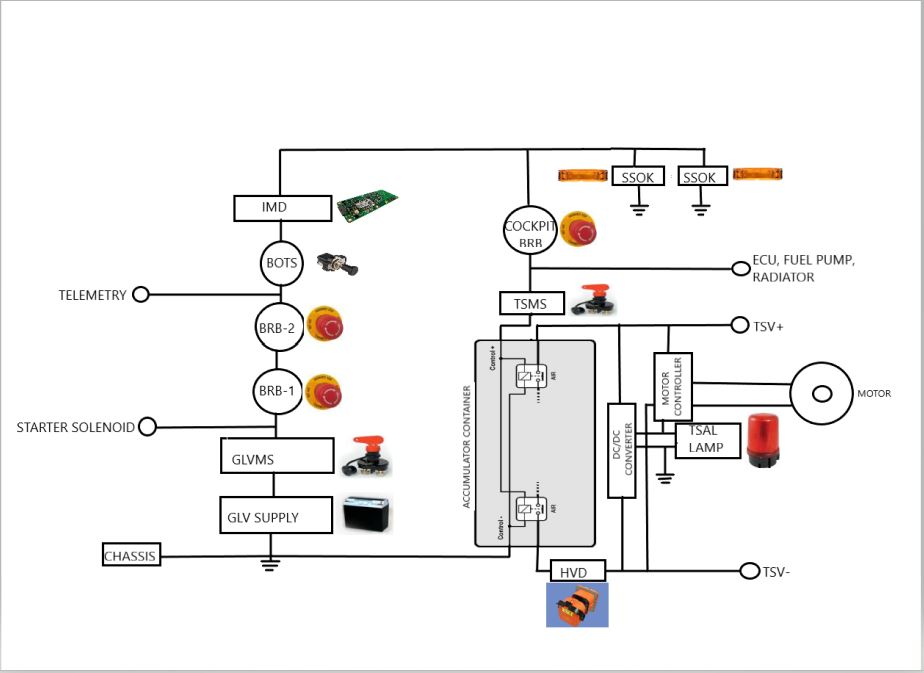 SSOK
SSOK
IMD
COCKPIT
BRB
BOTS
ECU, FUEL PUMP,
RADIATOR
TELEMETRY
TSMS
BRB-2
TSV+
Control +
AIR
MOTOR
CONTROLLER
BRB-1
MOTOR
ACCUMULATOR CONTAINER
STARTER SOLENOID
DC/DC
CONVERTER
TSAL
LAMP
GLVMS
GLV SUPPLY
AIR
Control -
CHASSIS
HVD
TSV-